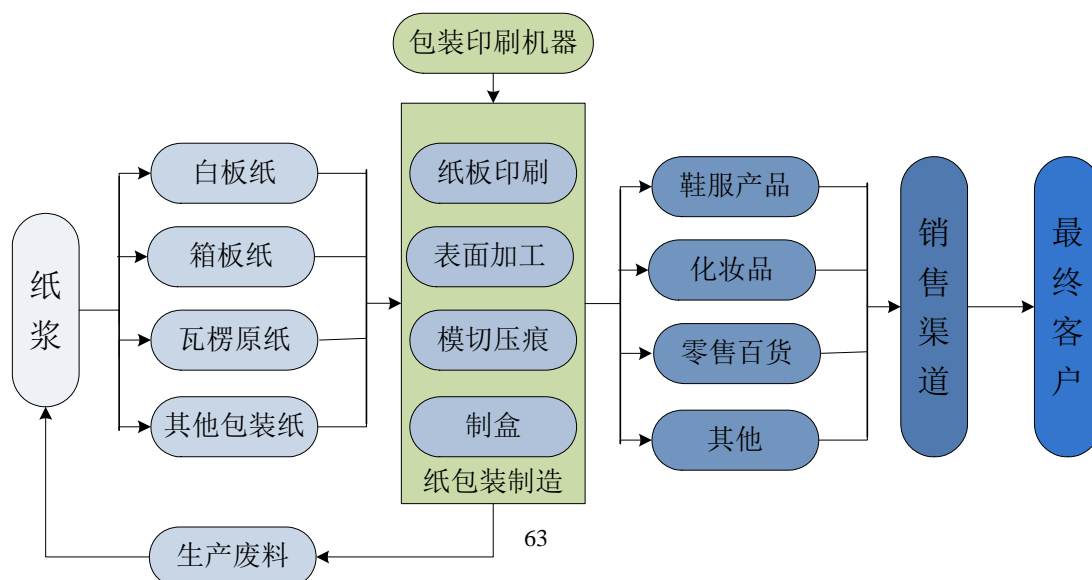 包装印刷机器
纸浆
白板纸
箱板纸
瓦楞原纸
其他包装纸
纸板印刷
表面加工
模切压痕
制盒
纸包装制造
鞋服产品
化妆品
零售百货
其他
销售渠道
最终客户
生产废料
63